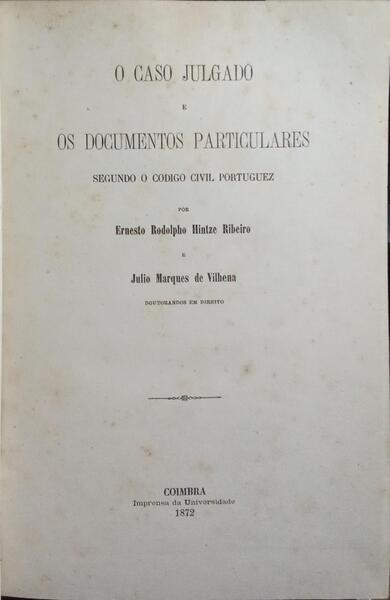 O CASO JULGADO
E
OS DOCUMENTOS PARTICULARES
SEGUNDO O CODIGO CIVIL PORTUGUEZ
POR
Ernesto Rodolpho Hintze Ribeiro
E
Julio Marques de Vilhena
DOUTORANDOS EM DIREITO
COIMBRA
Imprensa da Universidade
1872